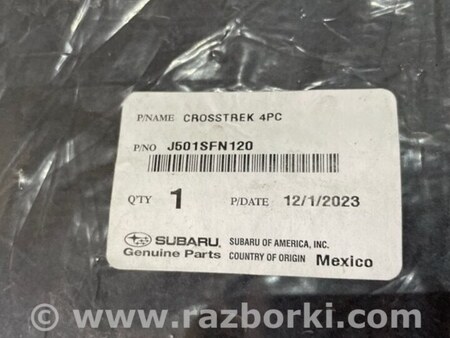 P/NAME CROSSTREK 4PC
P/NO J501SFN120
Q'TY 1 P/DATE 12/1/2023
SUBARU SUBARU OF AMERICA, INC.
Genuine Parts COUNTRY OF ORIGIN Mexico
© www.razborki.com